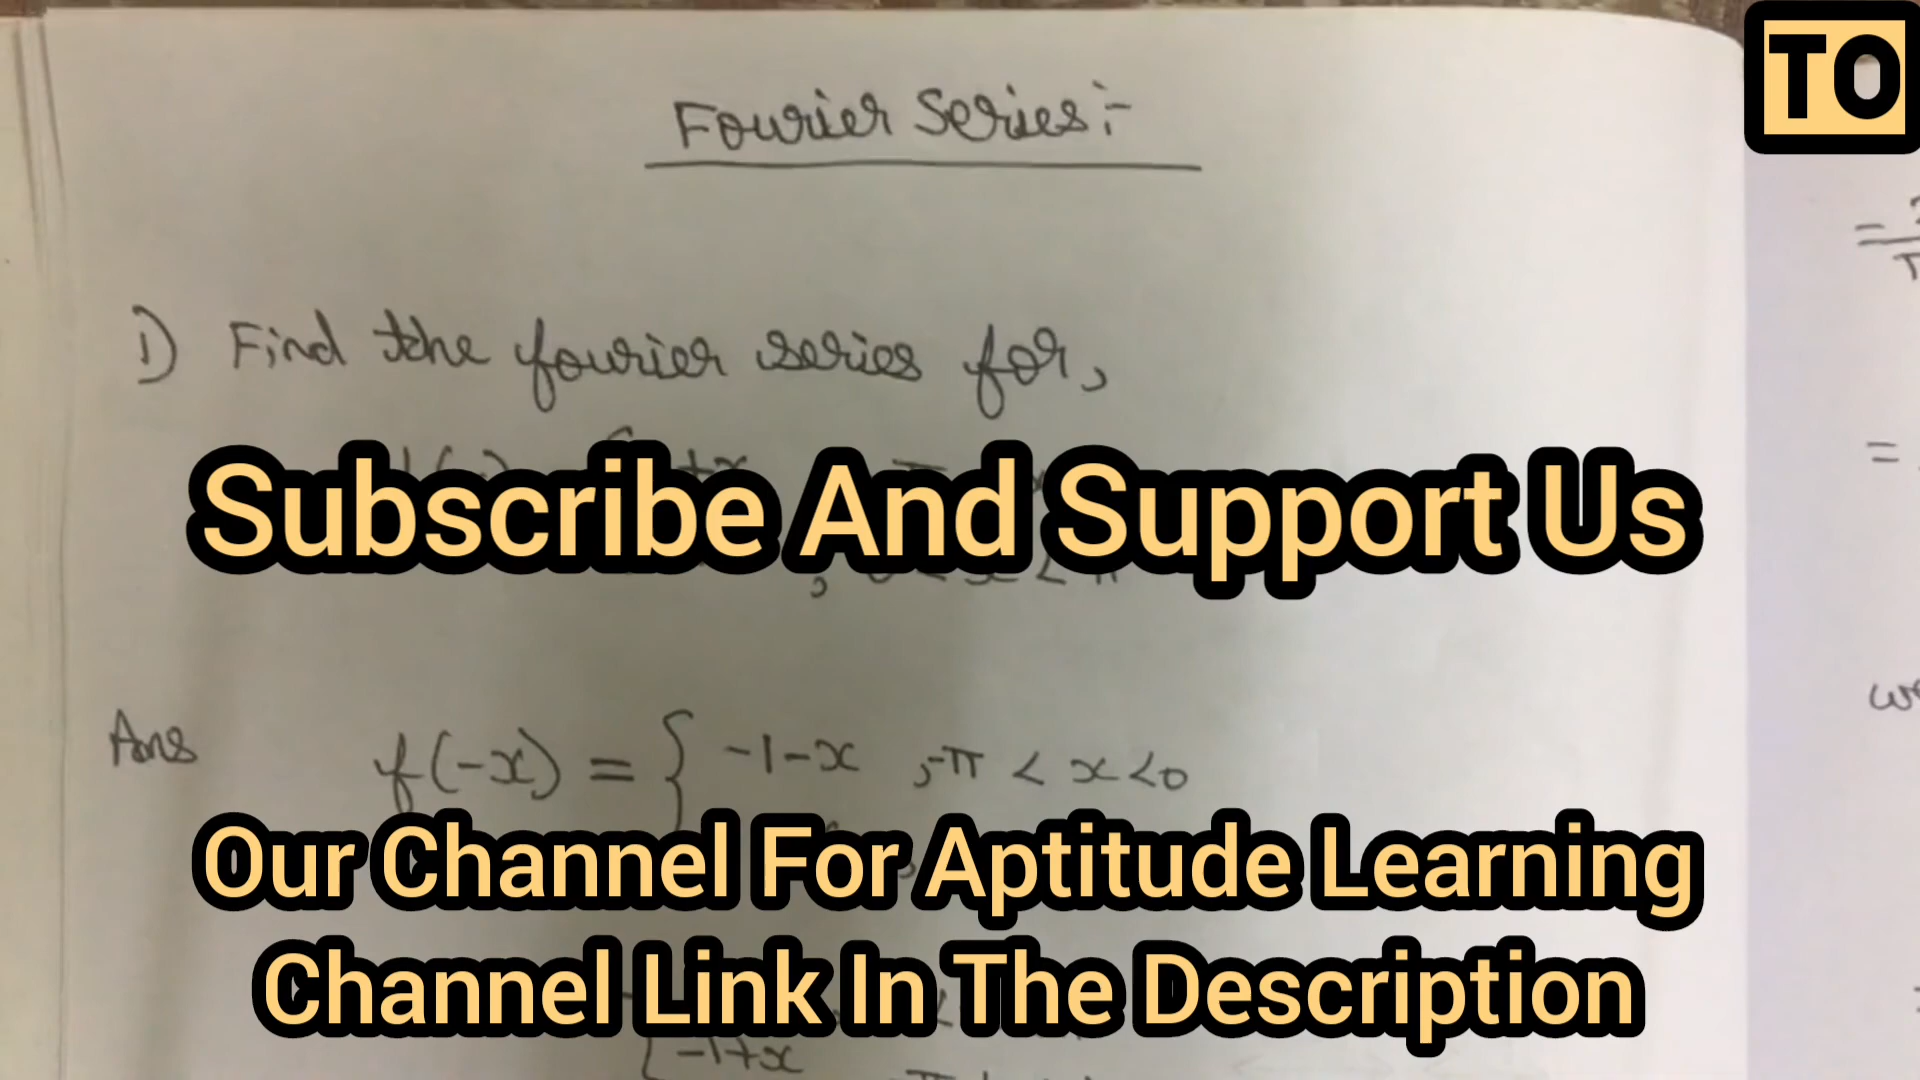 TO
Fourier Series:-
1) Find the fourier series for,
Subscribe And Support Us
Ans f(-x) = { -1-x , -π < x < 0
Our Channel For Aptitude Learning
Channel Link In The Description
-1+x